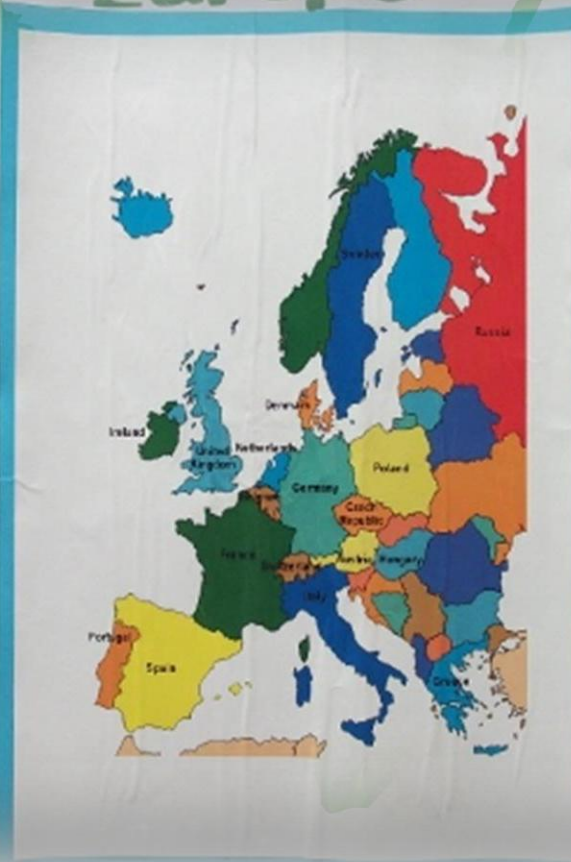 Sweden
Russia
Denmark
Ireland
United
Kingdom
Netherlands
Poland
Germany
Belgium
Czech
Republic
France
Switzerland
Austria
Hungary
Italy
Portugal
Spain
Greece